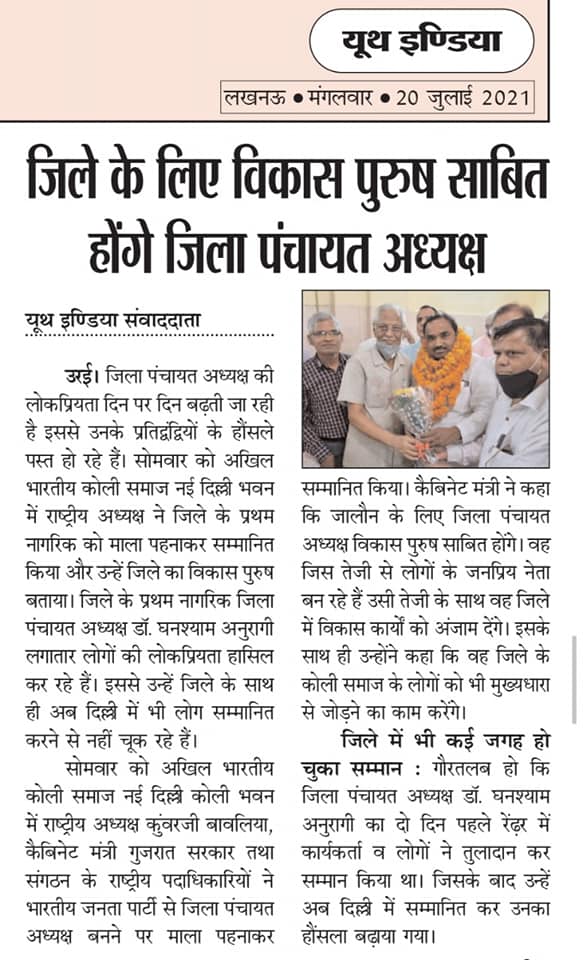 यूथ इण्डिया
लखनऊ ● मंगलवार ● 20 जुलाई 2021
जिले के लिए विकास पुरुष साबित
होंगे जिला पंचायत अध्यक्ष
यूथ इण्डिया संवाददाता
उरई। जिला पंचायत अध्यक्ष की
लोकप्रियता दिन पर दिन बढ़ती जा रही
है इससे उनके प्रतिद्वंद्वियों के हौंसले
पस्त हो रहे हैं। सोमवार को अखिल
भारतीय कोली समाज नई दिल्ली भवन
में राष्ट्रीय अध्यक्ष ने जिले के प्रथम
नागरिक को माला पहनाकर सम्मानित
किया और उन्हें जिले का विकास पुरुष
बताया। जिले के प्रथम नागरिक जिला
पंचायत अध्यक्ष डॉ. घनश्याम अनुरागी
लगातार लोगों की लोकप्रियता हासिल
कर रहे हैं। इससे उन्हें जिले के साथ
ही अब दिल्ली में भी लोग सम्मानित
करने से नहीं चूक रहे हैं।
सोमवार को अखिल भारतीय
कोली समाज नई दिल्ली कोली भवन
में राष्ट्रीय अध्यक्ष कुंवरजी बावलिया,
कैबिनेट मंत्री गुजरात सरकार तथा
संगठन के राष्ट्रीय पदाधिकारियों ने
भारतीय जनता पार्टी से जिला पंचायत
अध्यक्ष बनने पर माला पहनाकर
सम्मानित किया। कैबिनेट मंत्री ने कहा
कि जालौन के लिए जिला पंचायत
अध्यक्ष विकास पुरुष साबित होंगे। वह
जिस तेजी से लोगों के जनप्रिय नेता
बन रहे हैं उसी तेजी के साथ वह जिले
में विकास कार्यों को अंजाम देंगे। इसके
साथ ही उन्होंने कहा कि वह जिले के
कोली समाज के लोगों को भी मुख्यधारा
से जोड़ने का काम करेंगे।
जिले में भी कई जगह हो
चुका सम्मान : गौरतलब हो कि
जिला पंचायत अध्यक्ष डॉ. घनश्याम
अनुरागी का दो दिन पहले रेंढ़र में
कार्यकर्ता व लोगों ने तुलादान कर
सम्मान किया था। जिसके बाद उन्हें
अब दिल्ली में सम्मानित कर उनका
हौंसला बढ़ाया गया।